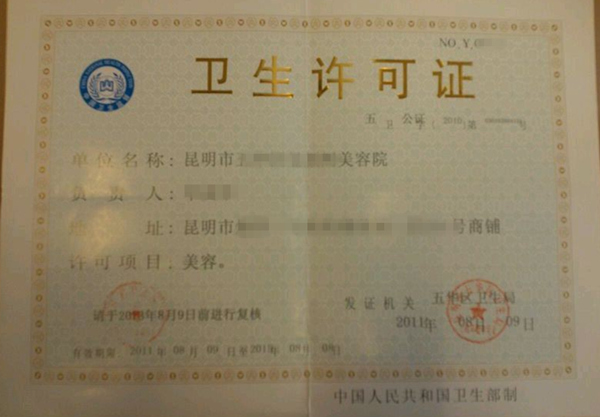 NO.Y.0
卫生许可证
五卫公证字(2010)第 号
单位名称：昆明市 美容院
负责人：
地址：昆明市 号商铺
许可项目：美容。
请于2013年8月9日前进行复核
发证机关 五华区卫生局
2011年 08月 09日
有效期限 2011年 08月 09日至2015年 08月 08日
中国人民共和国卫生部制